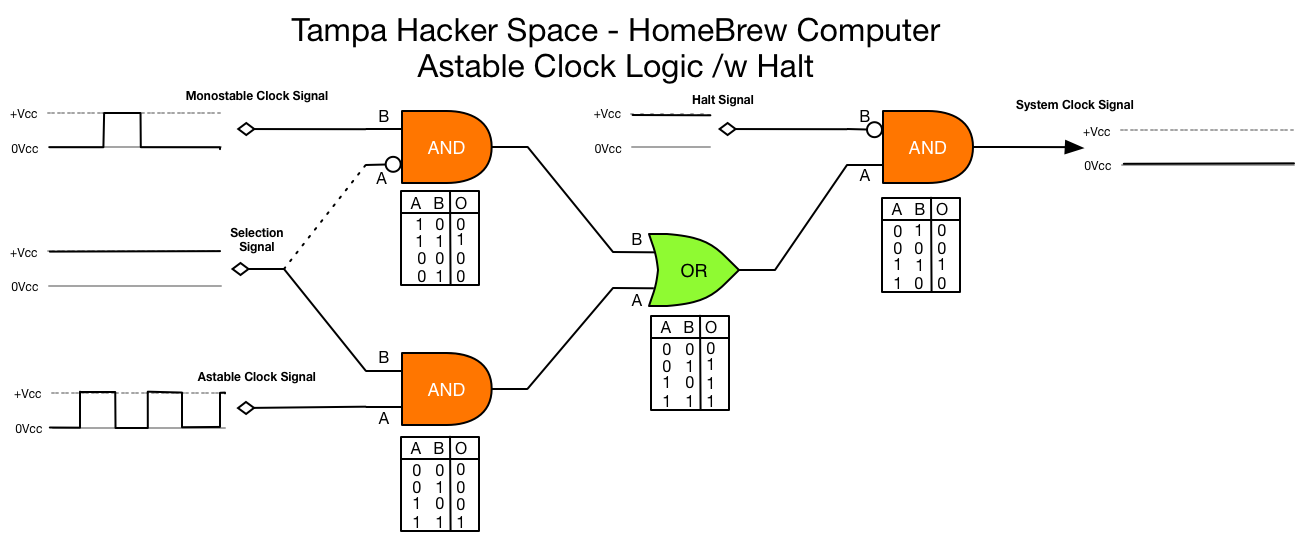 Tampa Hacker Space - HomeBrew Computer
Astable Clock Logic /w Halt
Monostable Clock Signal
+Vcc
0Vcc
B
A
AND
A B O
1 0 0
1 1 1
0 0 0
0 1 0
Selection
Signal
+Vcc
0Vcc
Astable Clock Signal
+Vcc
0Vcc
B
A
AND
A B O
0 0 0
0 1 0
1 0 0
1 1 1
B
A
OR
A B O
0 0 0
0 1 1
1 0 1
1 1 1
Halt Signal
+Vcc
0Vcc
B
A
AND
A B O
0 1 0
0 0 0
1 1 1
1 0 0
System Clock Signal
+Vcc
0Vcc